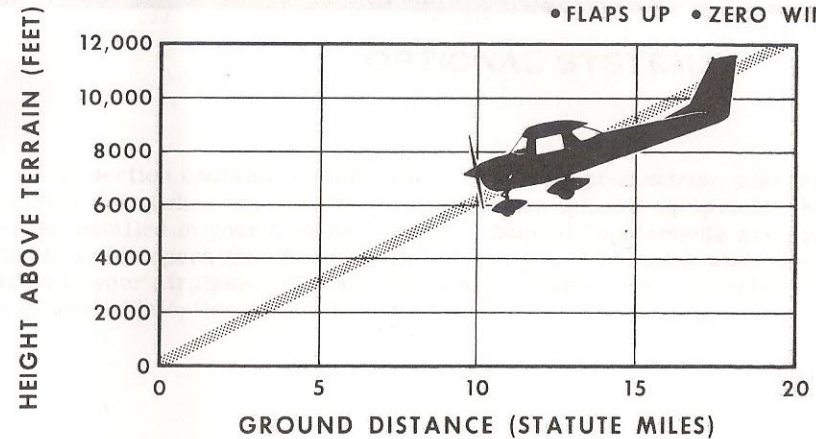 • FLAPS UP • ZERO
HEIGHT ABOVE TERRAIN (FEET)
12,000
10,000
8000
6000
4000
2000
0
0 5 10 15 20
GROUND DISTANCE (STATUTE MILES)